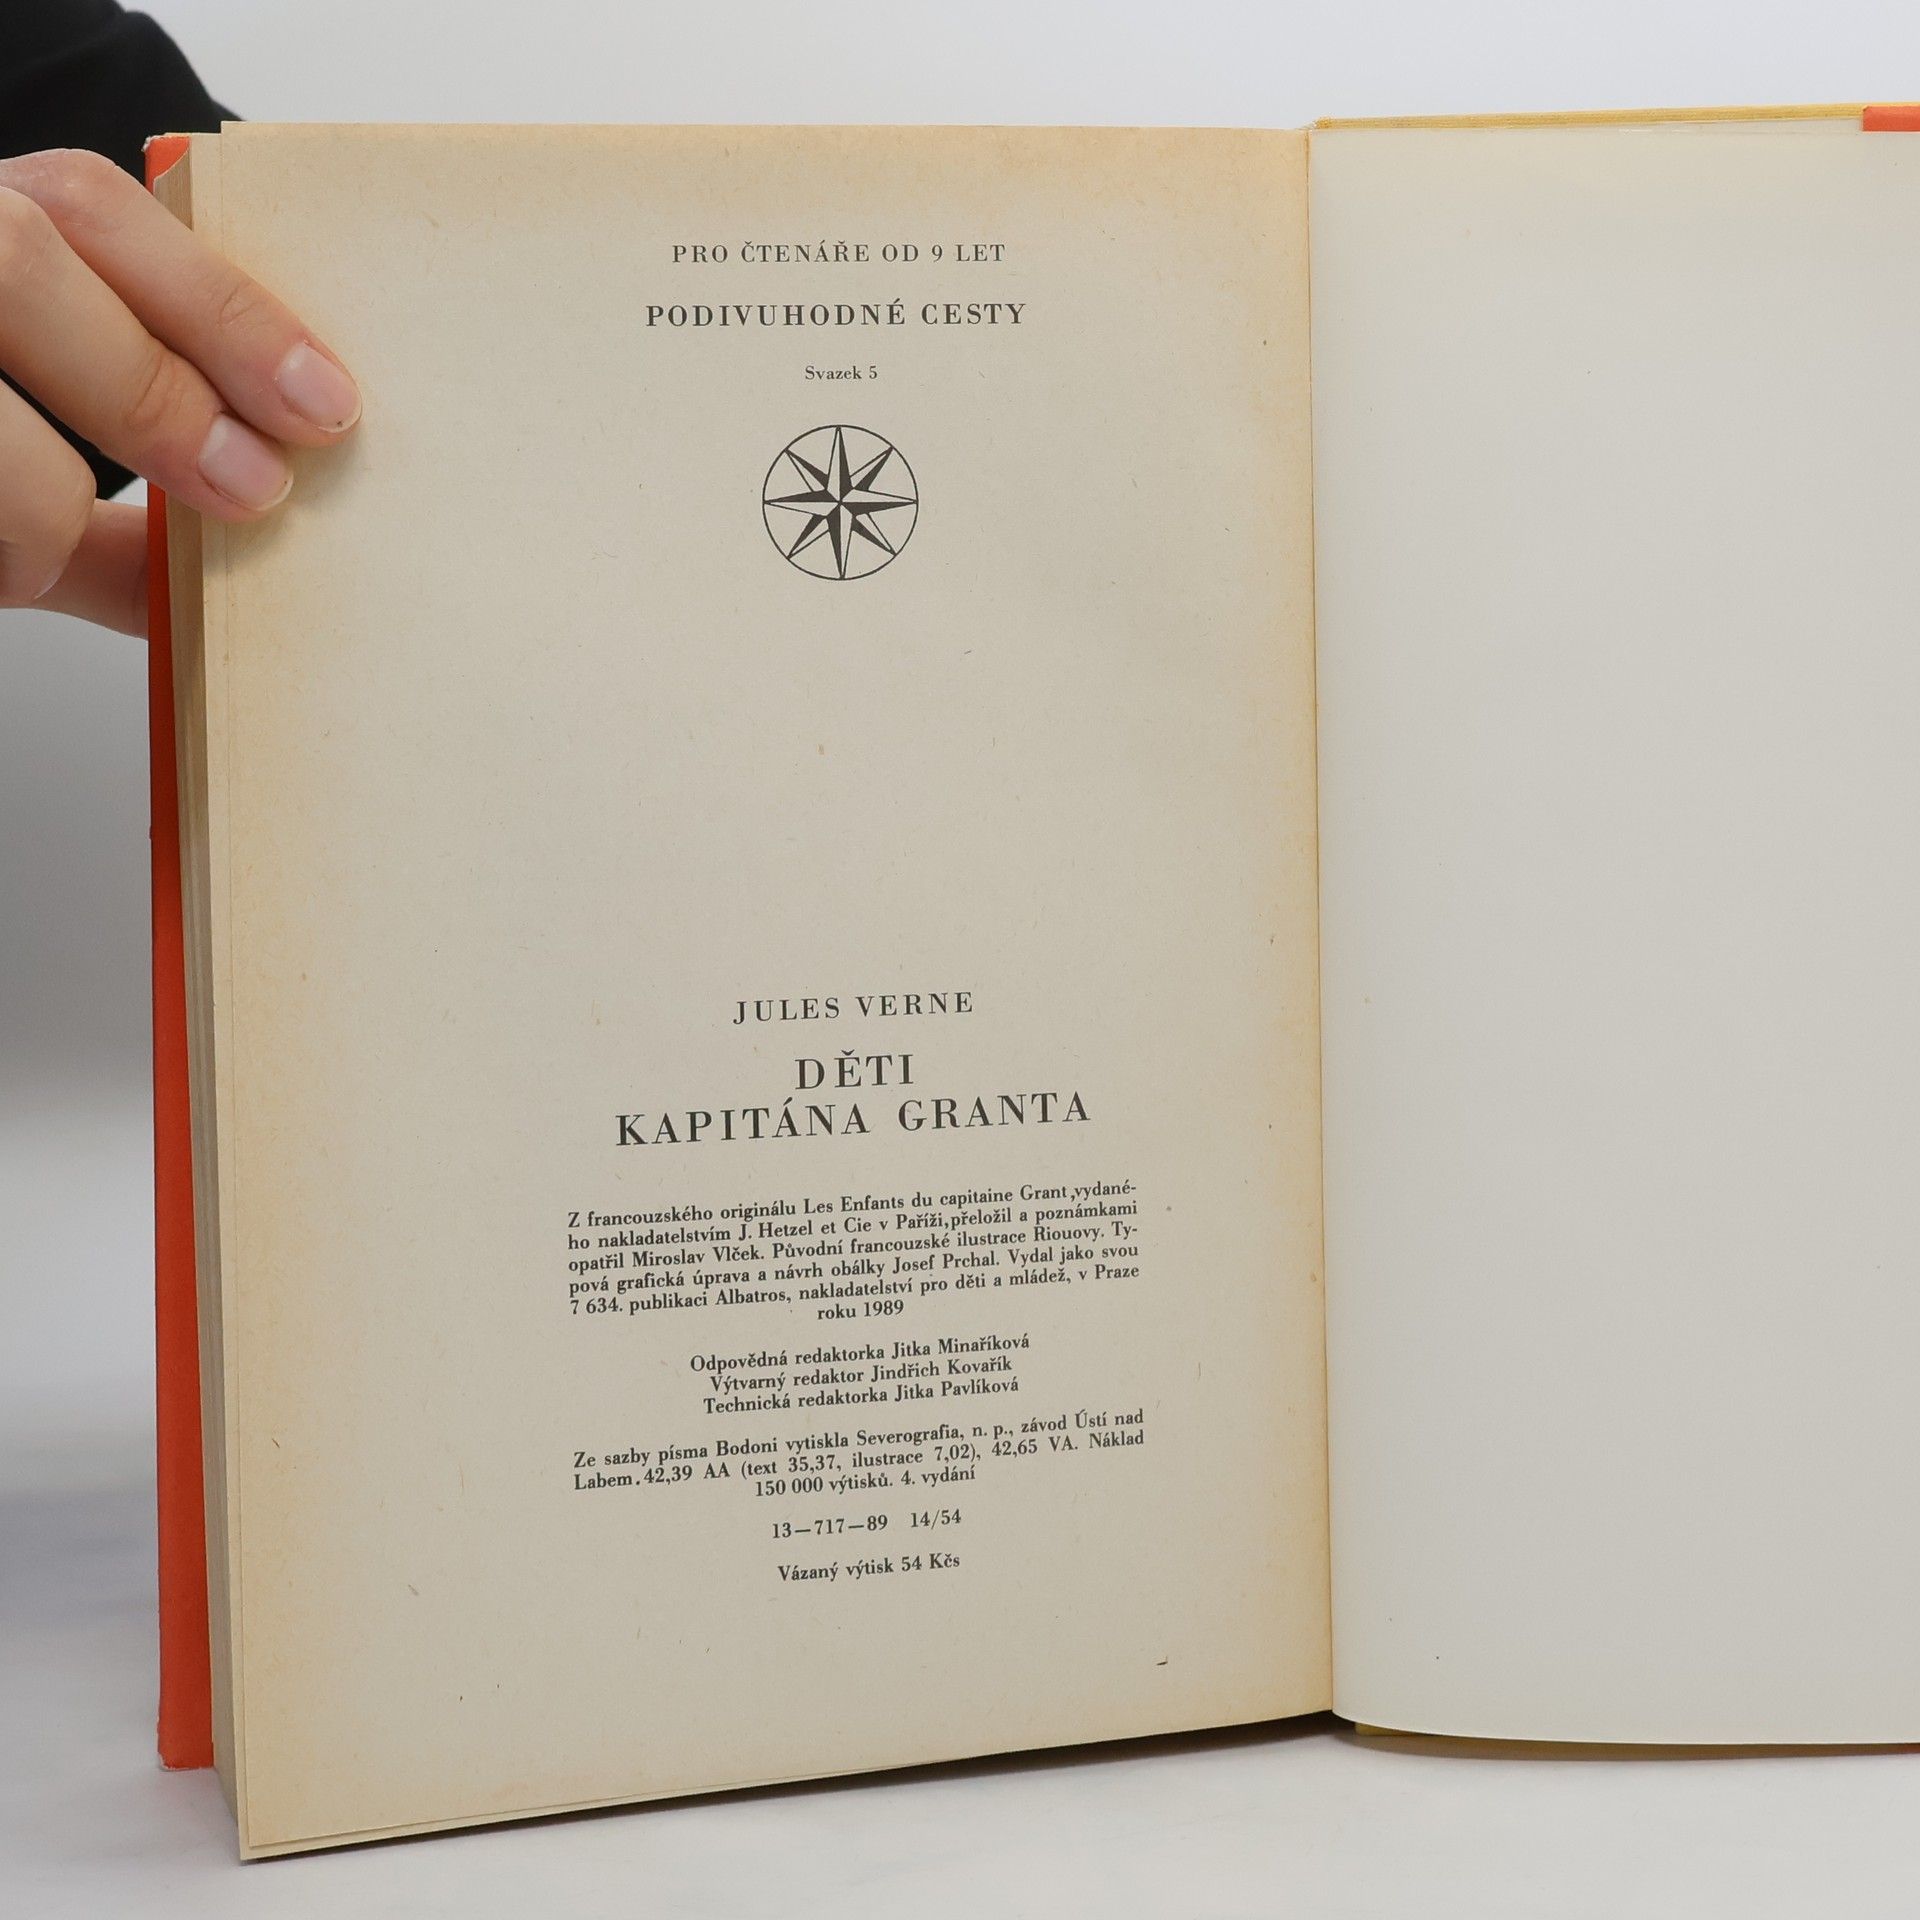 PRO ČTENÁŘE OD 9 LET
PODIVUHODNÉ CESTY
Svazek 5
JULES VERNE
DĚTI
KAPITÁNA GRANTA
Z francouzského originálu Les Enfants du capitaine Grant,vydané-
ho nakladatelstvím J. Hetzel et Cie v Paříži,přeložil a poznámkami
opatřil Miroslav Vlček. Původní francouzské ilustrace Riouovy. Ty-
pová grafická úprava a návrh obálky Josef Prchal. Vydal jako svou
7 634. publikaci Albatros, nakladatelství pro děti a mládež, v Praze
roku 1989
Odpovědná redaktorka Jitka Minaříková
Výtvarný redaktor Jindřich Kovařík
Technická redaktorka Jitka Pavlíková
Ze sazby písma Bodoni vytiskla Severografia, n. p., závod Ústí nad
Labem.42,39 AA (text 35,37, ilustrace 7,02), 42,65 VA. Náklad
150 000 výtisků. 4. vydání
13—717—89 14/54
Vázaný výtisk 54 Kčs